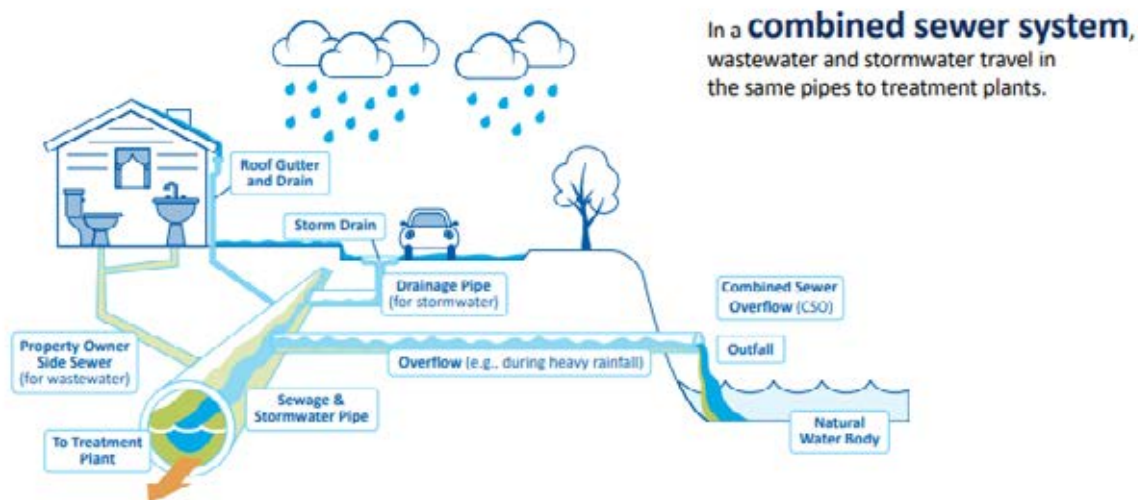 In a combined sewer system,
wastewater and stormwater travel in
the same pipes to treatment plants.
Roof Gutter
and Drain
Storm Drain
Drainage Pipe
(for stormwater)
Combined Sewer
Overflow (CSO)
Property Owner
Side Sewer
(for wastewater)
Overflow (e.g., during heavy rainfall)
Outfall
Sewage &
Stormwater Pipe
To Treatment
Plant
Natural
Water Body